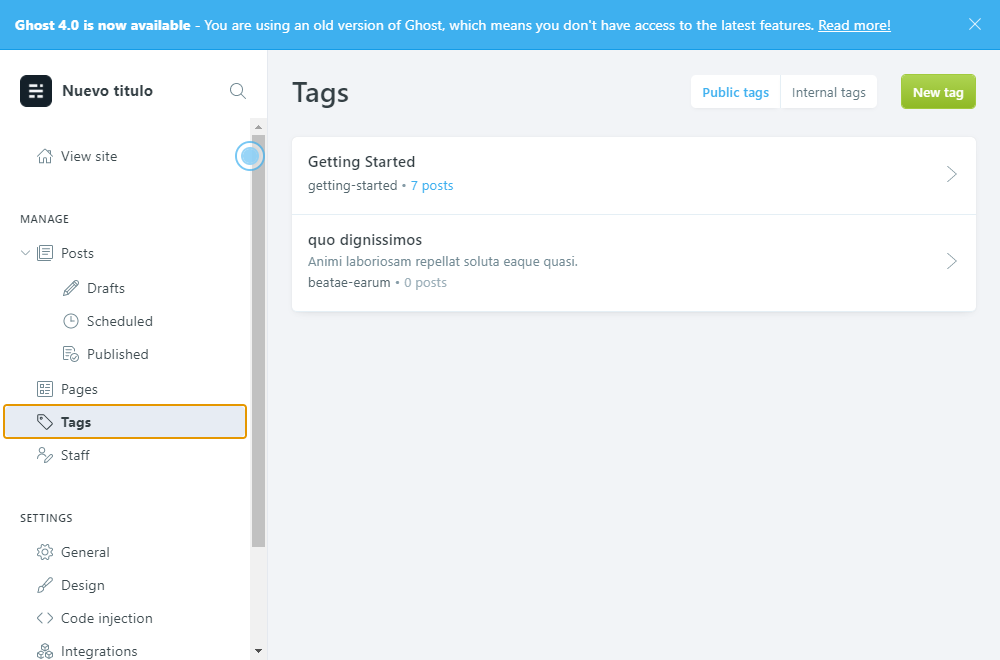 Ghost 4.0 is now available - You are using an old version of Ghost, which means you don't have access to the latest features. Read more!
Nuevo titulo
View site
MANAGE
Posts
Drafts
Scheduled
Published
Pages
Tags
Staff
SETTINGS
General
Design
Code injection
Integrations
Tags
Public tags
Internal tags
New tag
Getting Started
getting-started • 7 posts
quo dignissimos
Animi laboriosam repellat soluta eaque quasi.
beatae-earum • 0 posts